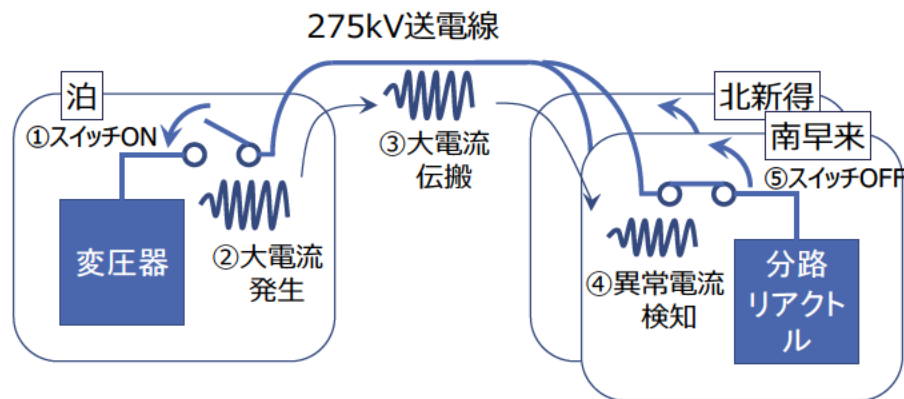 275kV送電線
泊
①スイッチON
変圧器
②大電流
発生
③大電流
伝搬
北新得
南早来
⑤スイッチOFF
④異常電流
検知
分路
リアクト
ル